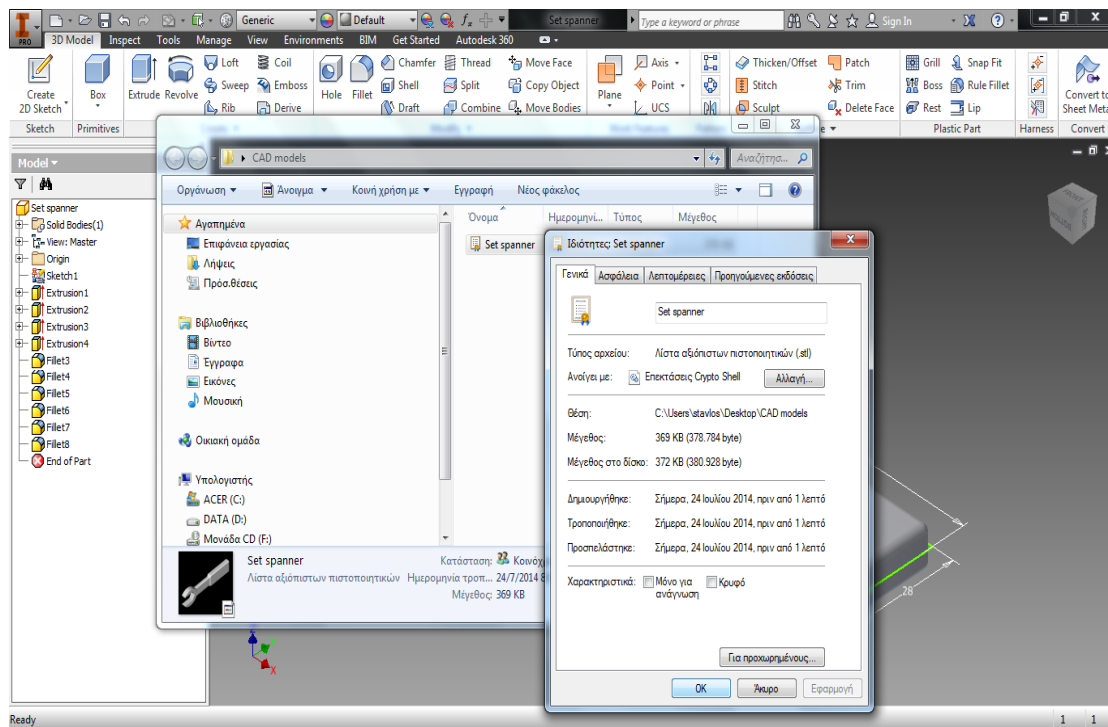 PRO
Generic
Default
Set spanner
Type a keyword or phrase
Sign In
3D Model Inspect Tools Manage View Environments BIM Get Started Autodesk 360
Create
2D Sketch
Box
Extrude
Revolve
Loft
Sweep
Rib
Coil
Emboss
Derive
Hole
Fillet
Chamfer
Shell
Draft
Thread
Split
Combine
Move Face
Copy Object
Move Bodies
Plane
Axis
Point
UCS
Thicken/Offset
Stitch
Sculpt
Patch
Trim
Delete Face
Grill
Boss
Rest
Snap Fit
Rule Fillet
Lip
Convert to
Sheet Meta
Sketch
Primitives
Plastic Part
Harness
Convert
Model
Set spanner
Solid Bodies(1)
View: Master
Origin
Sketch1
Extrusion1
Extrusion2
Extrusion3
Extrusion4
Fillet3
Fillet4
Fillet5
Fillet6
Fillet7
Fillet8
End of Part
CAD models
Αναζήτησ...
Οργάνωση
Άνοιγμα
Κοινή χρήση με
Εγγραφή
Νέος φάκελος
Αγαπημένα
Επιφάνεια εργασίας
Λήψεις
Πρόσ.θέσεις
Βιβλιοθήκες
Βίντεο
Έγγραφα
Εικόνες
Μουσική
Οικιακή ομάδα
Υπολογιστής
ACER (C:)
DATA (D:)
Μονάδα CD (F:)
Όνομα Ημερομηνί... Τύπος Μέγεθος
Set spanner
Set spanner
Λίστα αξιόπιστων πιστοποιητικών
Κατάσταση:
Ημερομηνία τροπ... 24/7/2014
Μέγεθος: 369 KB
Ιδιότητες: Set spanner
Γενικά Ασφάλεια Λεπτομέρειες Προηγούμενες εκδόσεις
Set spanner
Τύπος αρχείου: Λίστα αξιόπιστων πιστοποιητικών (.stl)
Ανοίγει με: Επεκτάσεις Crypto Shell Αλλαγή...
Θέση: C:\Users\stavlos\Desktop\CAD models
Μέγεθος: 369 KB (378.784 byte)
Μέγεθος στο δίσκο: 372 KB (380.928 byte)
Δημιουργήθηκε: Σήμερα, 24 Ιουλίου 2014, πριν από 1 λεπτό
Τροποποιήθηκε: Σήμερα, 24 Ιουλίου 2014, πριν από 1 λεπτό
Προσπελάστηκε: Σήμερα, 24 Ιουλίου 2014, πριν από 1 λεπτό
Χαρακτηριστικά: Μόνο για
ανάγνωση
Κρυφό
Για προχωρημένους...
OK Άκυρο Εφαρμογή
28
X
Ready
1 1